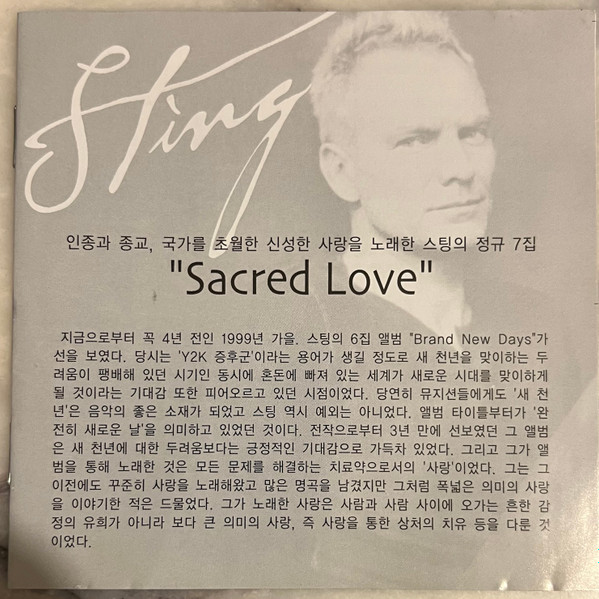 Sting
인종과 종교, 국가를 초월한 신성한 사랑을 노래한 스팅의 정규 7집
"Sacred Love"
지금으로부터 꼭 4년 전인 1999년 가을. 스팅의 6집 앨범 "Brand New Days"가
선을 보였다. 당시는 'Y2K 증후군'이라는 용어가 생길 정도로 새 천년을 맞이하는 두
려움이 팽배해 있던 시기인 동시에 혼돈에 빠져 있는 세계가 새로운 시대를 맞이하게
될 것이라는 기대감 또한 피어오르고 있던 시점이었다. 당연히 뮤지션들에게도 '새 천
년'은 음악의 좋은 소재가 되었고 스팅 역시 예외는 아니었다. 앨범 타이틀부터가 '완
전히 새로운 날'을 의미하고 있었던 것이다. 전작으로부터 3년 만에 선보였던 그 앨범
은 새 천년에 대한 두려움보다는 긍정적인 기대감으로 가득차 있었다. 그리고 그가 앨
범을 통해 노래한 것은 모든 문제를 해결하는 치료약으로서의 '사랑'이었다. 그는 그
이전에도 꾸준히 사랑을 노래해왔고 많은 명곡을 남겼지만 그처럼 폭넓은 의미의 사랑
을 이야기한 적은 드물었다. 그가 노래한 사랑은 사람과 사람 사이에 오가는 흔한 감
정의 유희가 아니라 보다 큰 의미의 사랑, 즉 사랑을 통한 상처의 치유 등을 다룬 것
이었다.